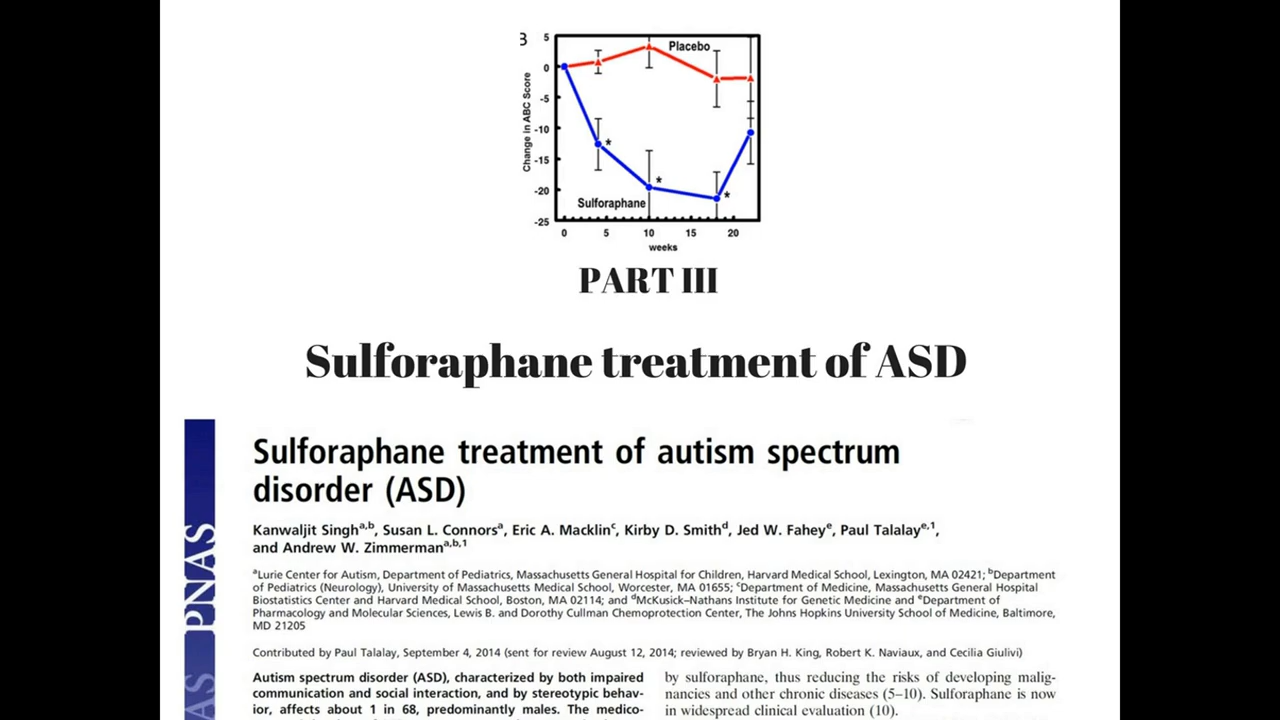 B
5
Placebo
0
-5
-10
-15
-20
-25
Change in ABC Score
*
*
*
Sulforaphane
0 5 10 15 20
weeks
PART III
Sulforaphane treatment of ASD
PNAS
PNAS
Sulforaphane treatment of autism spectrum
disorder (ASD)
Kanwaljit Singha,b, Susan L. Connorsa, Eric A. Macklinc, Kirby D. Smithd, Jed W. Faheye, Paul Talalaye,1,
and Andrew W. Zimmermana,b,1
aLurie Center for Autism, Department of Pediatrics, Massachusetts General Hospital for Children, Harvard Medical School, Lexington, MA 02421; bDepartment
of Pediatrics (Neurology), University of Massachusetts Medical School, Worcester, MA 01655; cDepartment of Medicine, Massachusetts General Hospital
Biostatistics Center and Harvard Medical School, Boston, MA 02114; and dMcKusick–Nathans Institute for Genetic Medicine and eDepartment of
Pharmacology and Molecular Sciences, Lewis B. and Dorothy Cullman Chemoprotection Center, The Johns Hopkins University School of Medicine, Baltimore,
MD 21205
Contributed by Paul Talalay, September 4, 2014 (sent for review August 12, 2014; reviewed by Bryan H. King, Robert K. Naviaux, and Cecilia Giulivi)
Autism spectrum disorder (ASD), characterized by both impaired
communication and social interaction, and by stereotypic behav-
ior, affects about 1 in 68, predominantly males. The medico-
by sulforaphane, thus reducing the risks of developing malig-
nancies and other chronic diseases (5–10). Sulforaphane is now
in widespread clinical evaluation (10).